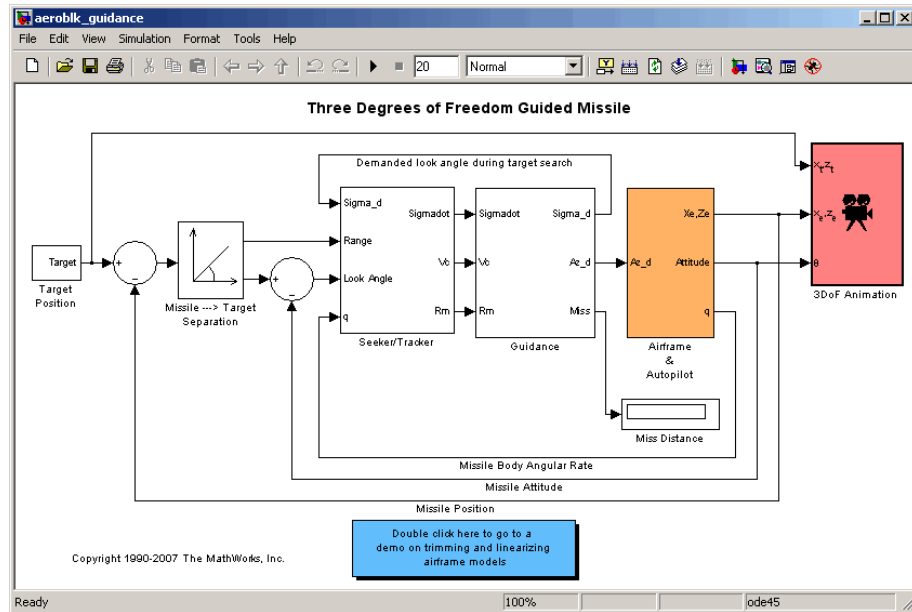 aeroblk_guidance
File Edit View Simulation Format Tools Help
20 Normal
Three Degrees of Freedom Guided Missile
Demanded look angle during target search
Sigma_d
Sigmadot
Range
Vc
Look Angle
Rm
q
Seeker/Tracker
Sigmadot
Sigma_d
Vc
Az_d
Rm
Miss
Guidance
Az_d
Xe,Ze
Attitude
q
Airframe
&
Autopilot
xt,zt
xe,ze
θ
3DoF Animation
Target
Target
Position
+
-
Missile ---> Target
Separation
+
-
Miss Distance
Missile Body Angular Rate
Missile Attitude
Missile Position
Double click here to go to a
demo on trimming and linearizing
airframe models
Copyright 1990-2007 The MathWorks, Inc.
Ready 100% ode45